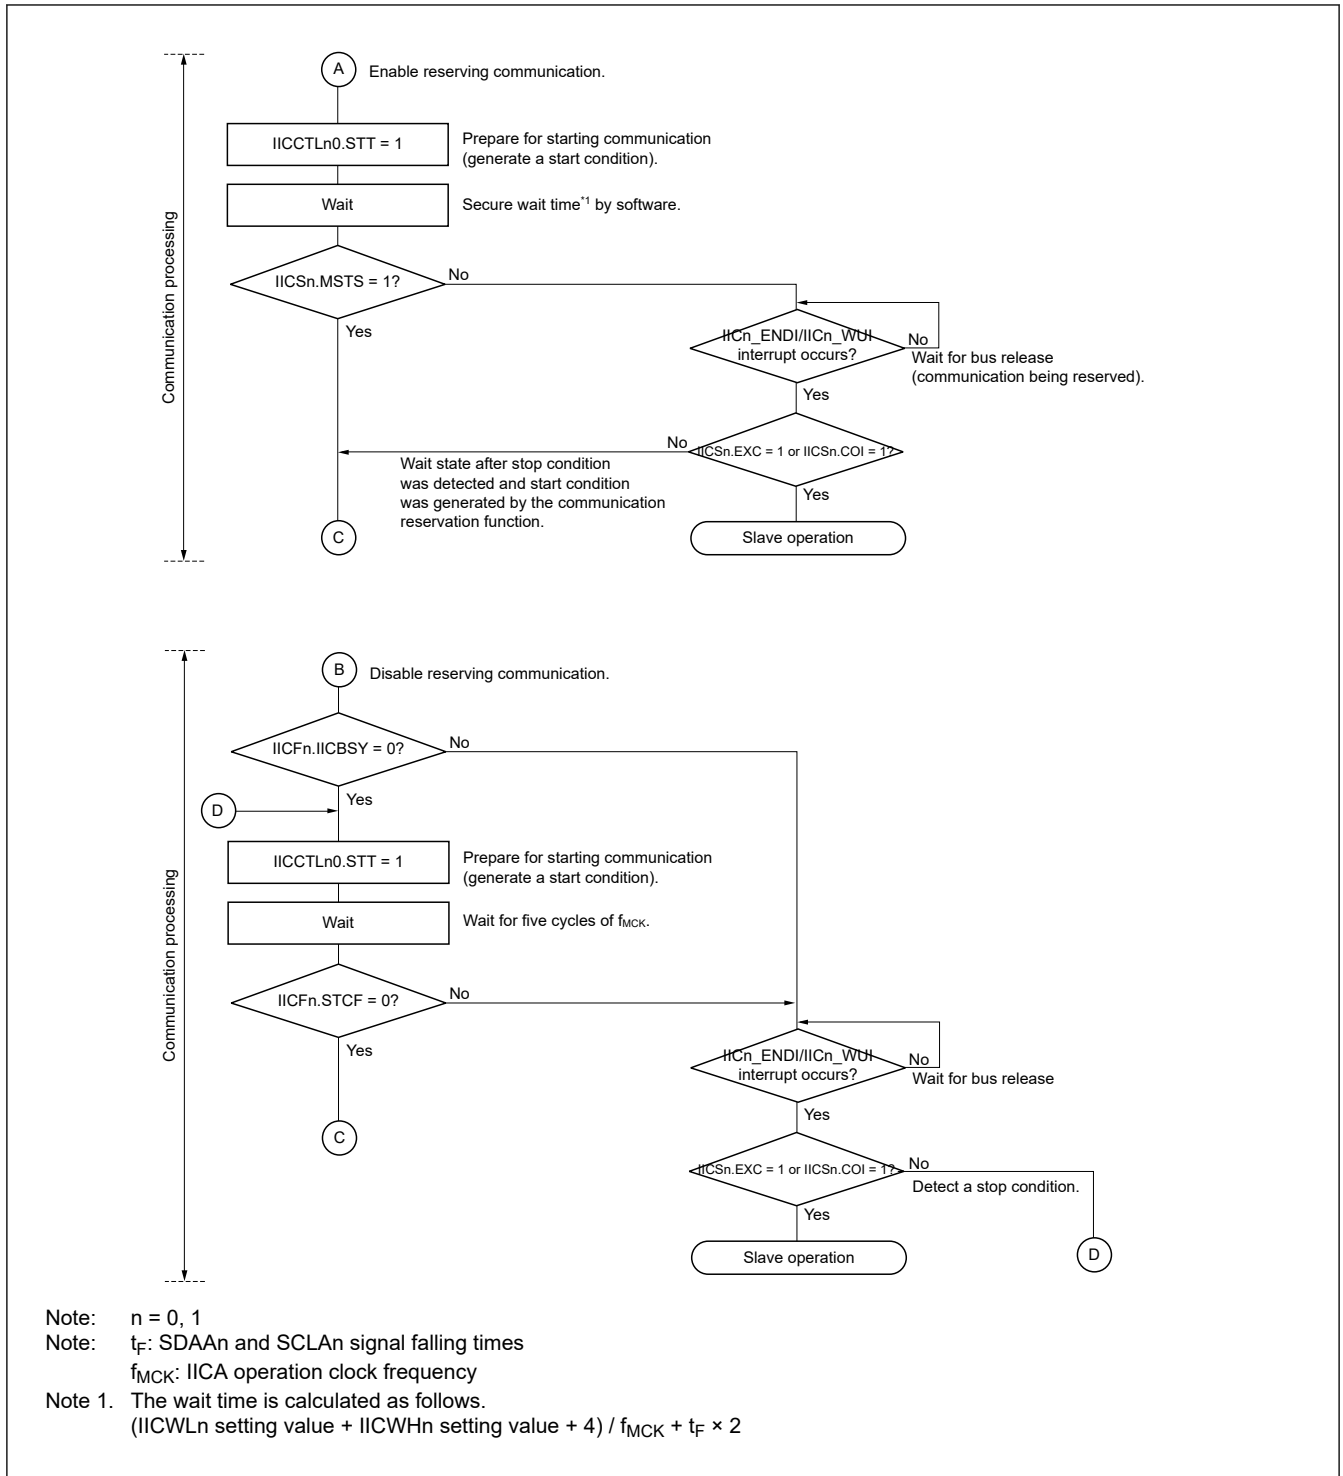 A
Enable reserving communication.
IICCTLn0.STT = 1
Prepare for starting communication
(generate a start condition).
Wait
Secure wait time*1 by software.
IICSn.MSTS = 1?
No
Yes
IICn_ENDI/IICn_WUI
interrupt occurs?
No
Wait for bus release
(communication being reserved).
Yes
IICSn.EXC = 1 or IICSn.COI = 1?
No
Wait state after stop condition
was detected and start condition
was generated by the communication
reservation function.
Yes
C
Slave operation
Communication processing
B
Disable reserving communication.
IICFn.IICBSY = 0?
No
Yes
D
IICCTLn0.STT = 1
Prepare for starting communication
(generate a start condition).
Wait
Wait for five cycles of fMCK.
IICFn.STCF = 0?
No
Yes
IICn_ENDI/IICn_WUI
interrupt occurs?
No
Wait for bus release
Yes
C
IICSn.EXC = 1 or IICSn.COI = 1?
No
Detect a stop condition.
Yes
Slave operation
D
Communication processing
Note: n = 0, 1
Note: tF: SDAAn and SCLAn signal falling times
fMCK: IICA operation clock frequency
Note 1. The wait time is calculated as follows.
(IICWLn setting value + IICWHn setting value + 4) / fMCK + tF × 2